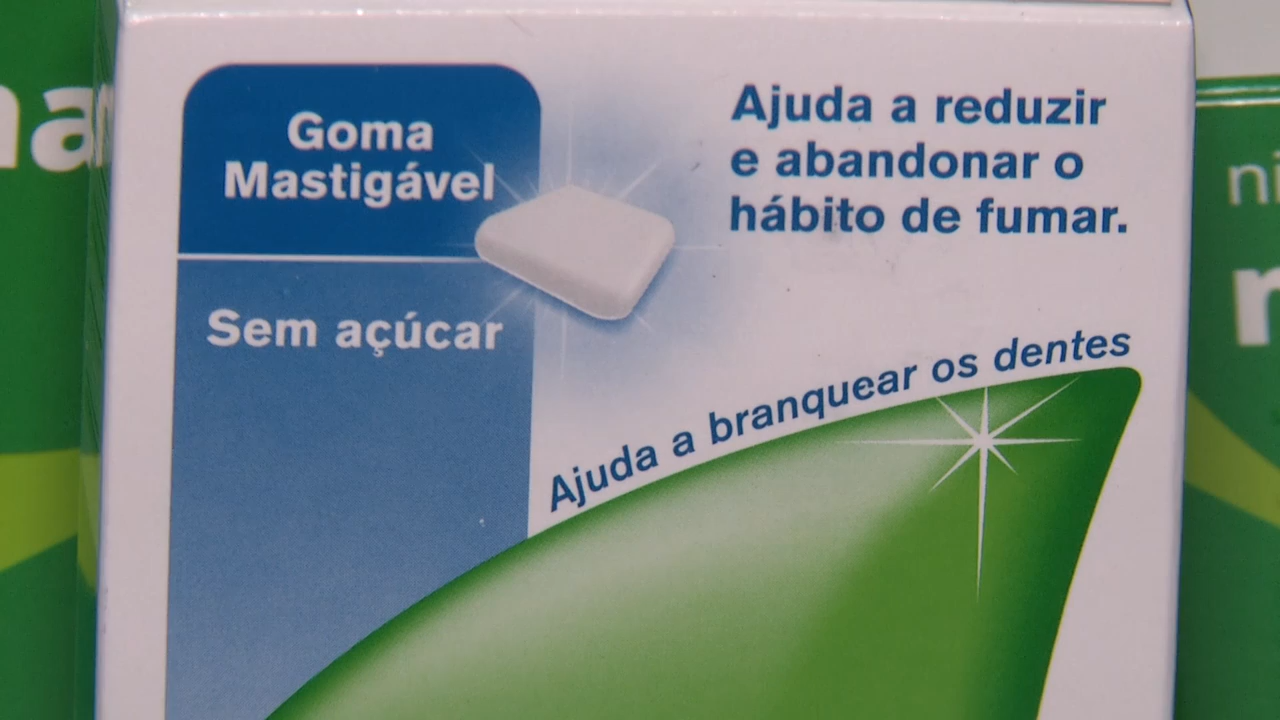 Goma
Mastigável
Sem açúcar
Ajuda a reduzir
e abandonar o
hábito de fumar.
Ajuda a branquear os dentes